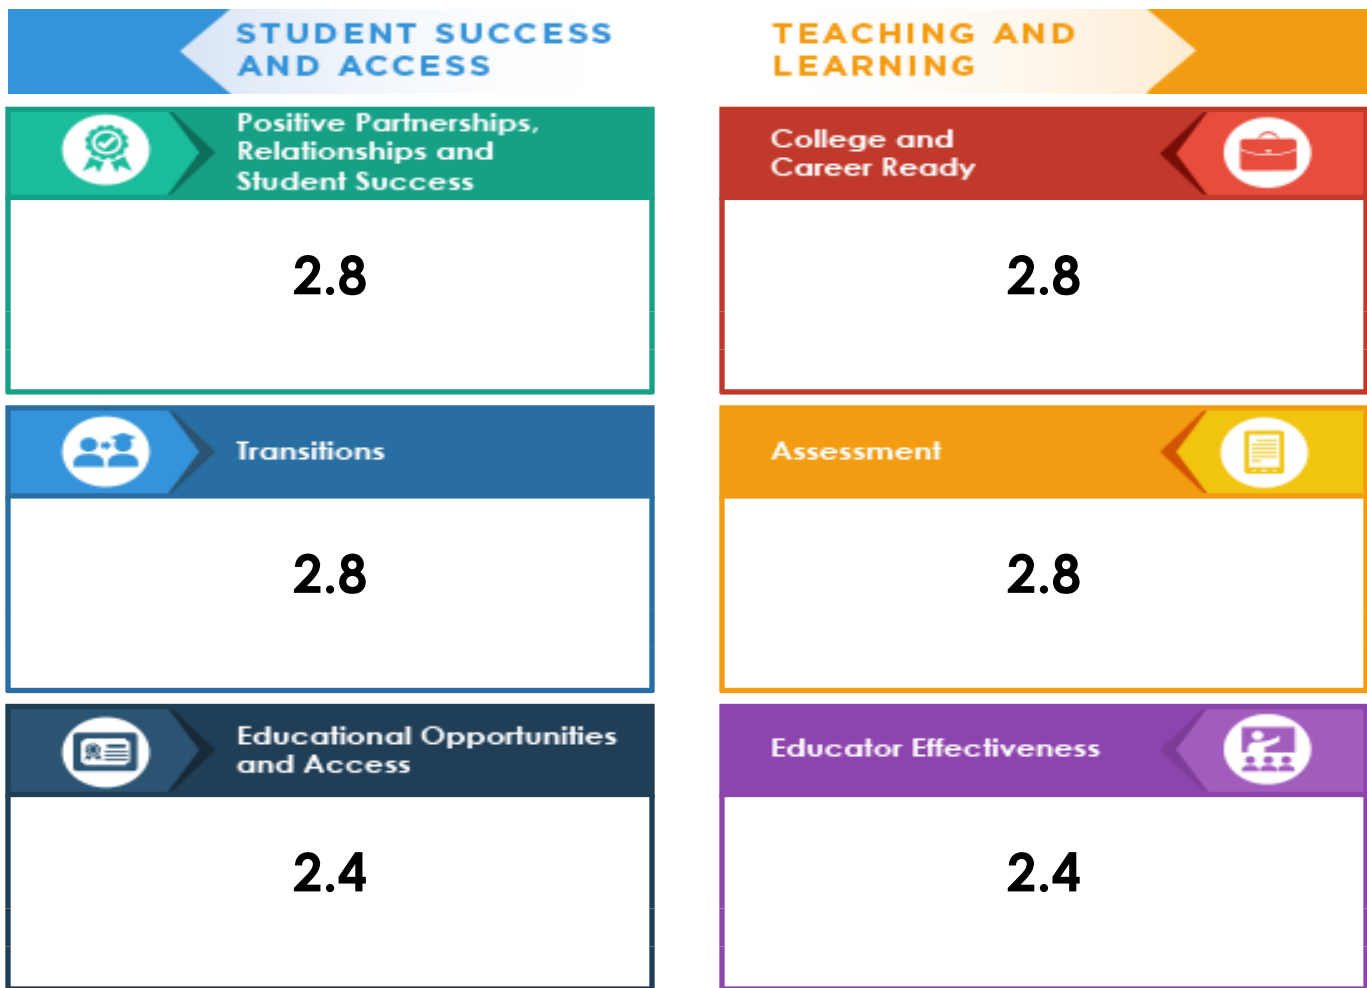 STUDENT SUCCESS
AND ACCESS
TEACHING AND
LEARNING
Positive Partnerships,
Relationships and
Student Success
2.8
College and
Career Ready
2.8
Transitions
2.8
Assessment
2.8
Educational Opportunities
and Access
2.4
Educator Effectiveness
2.4